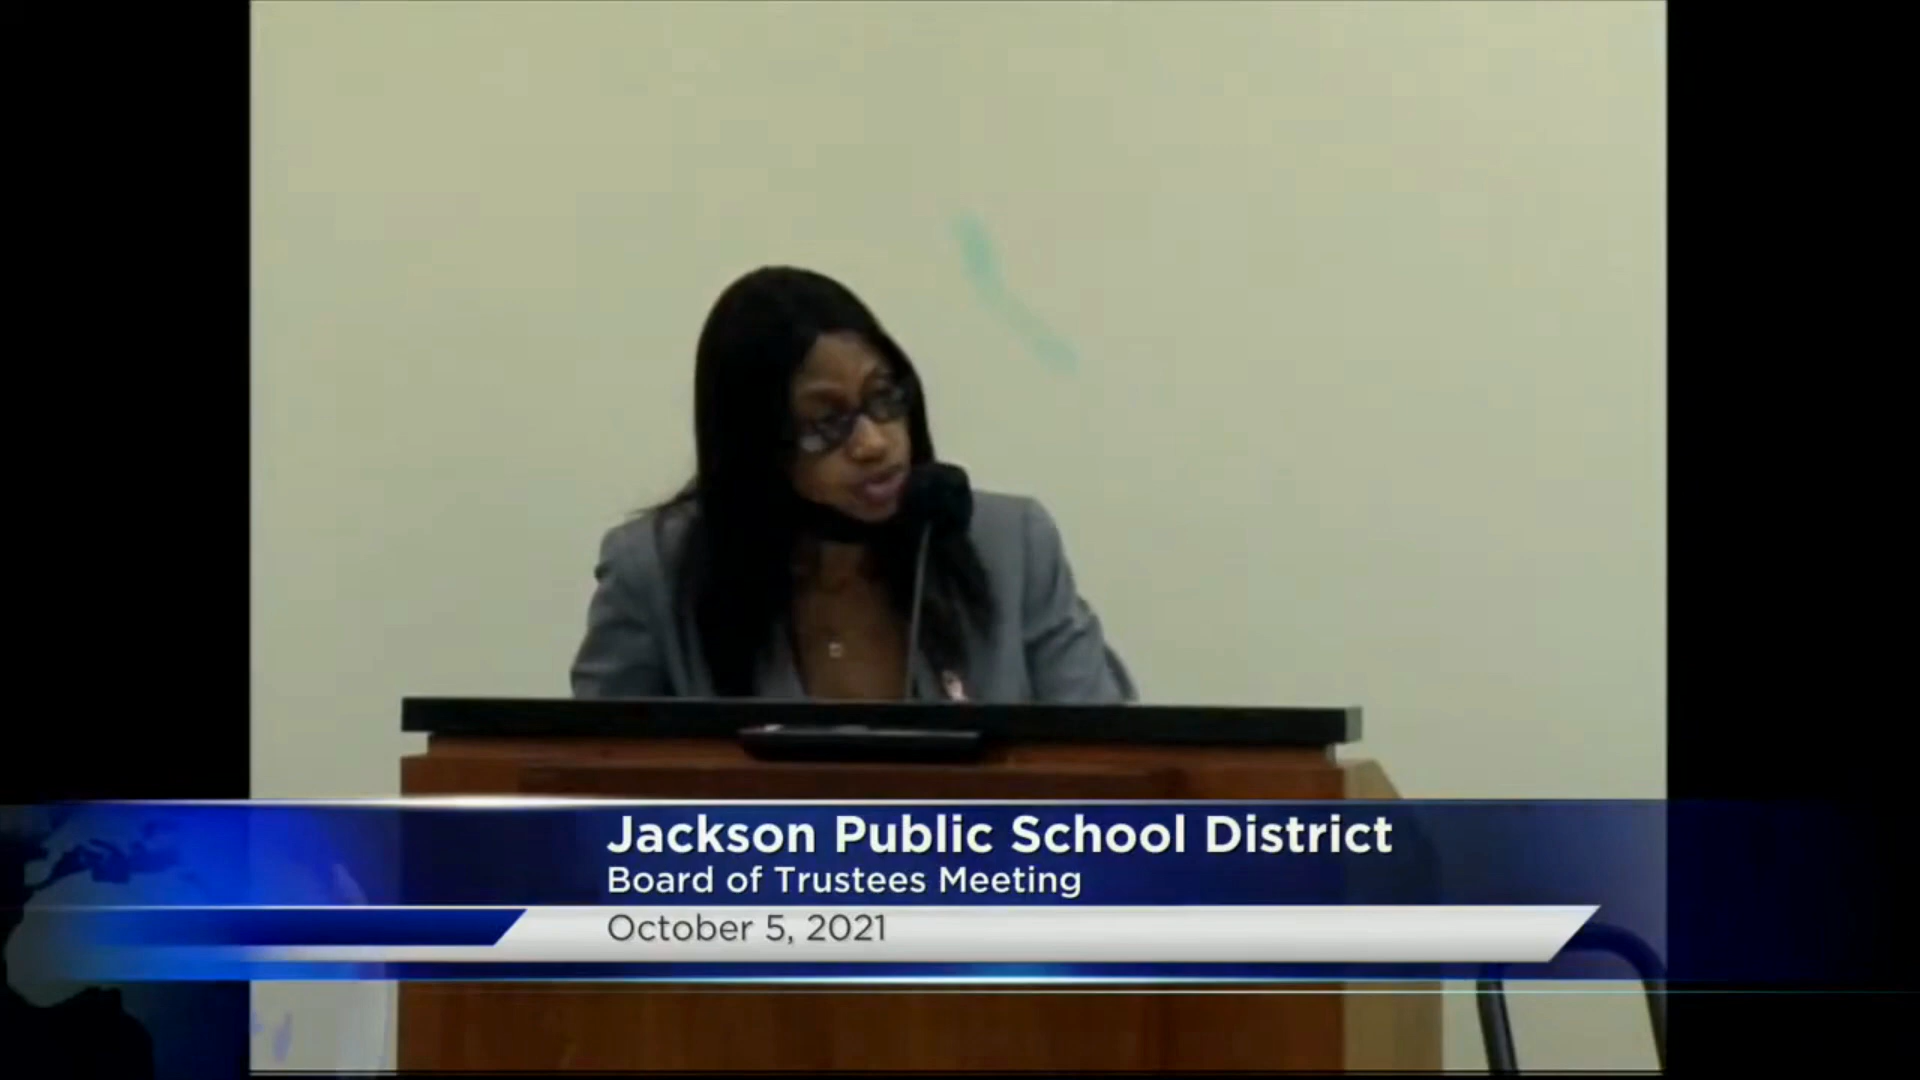 Jackson Public School District
Board of Trustees Meeting
October 5, 2021